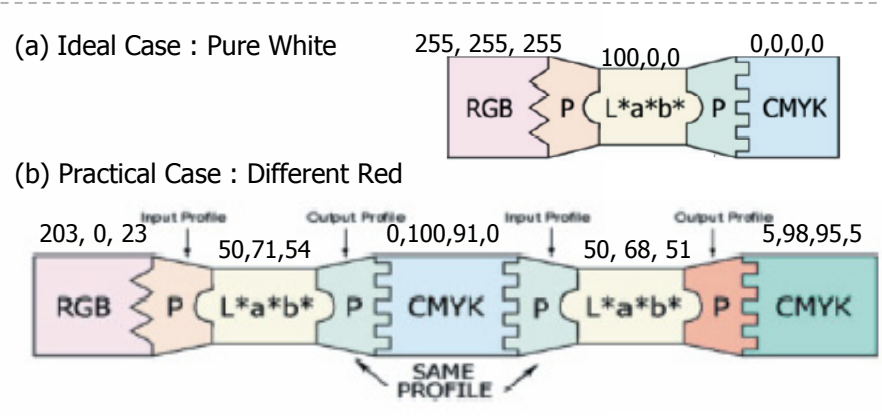 (a) Ideal Case : Pure White
255, 255, 255
100,0,0
0,0,0,0
RGB P L*a*b* P CMYK
(b) Practical Case : Different Red
Input Profile Output Profile Input Profile Output Profile
203, 0, 23 50,71,54 0,100,91,0 50, 68, 51 5,98,95,5
RGB P L*a*b* P CMYK P L*a*b* P CMYK
SAME
PROFILE